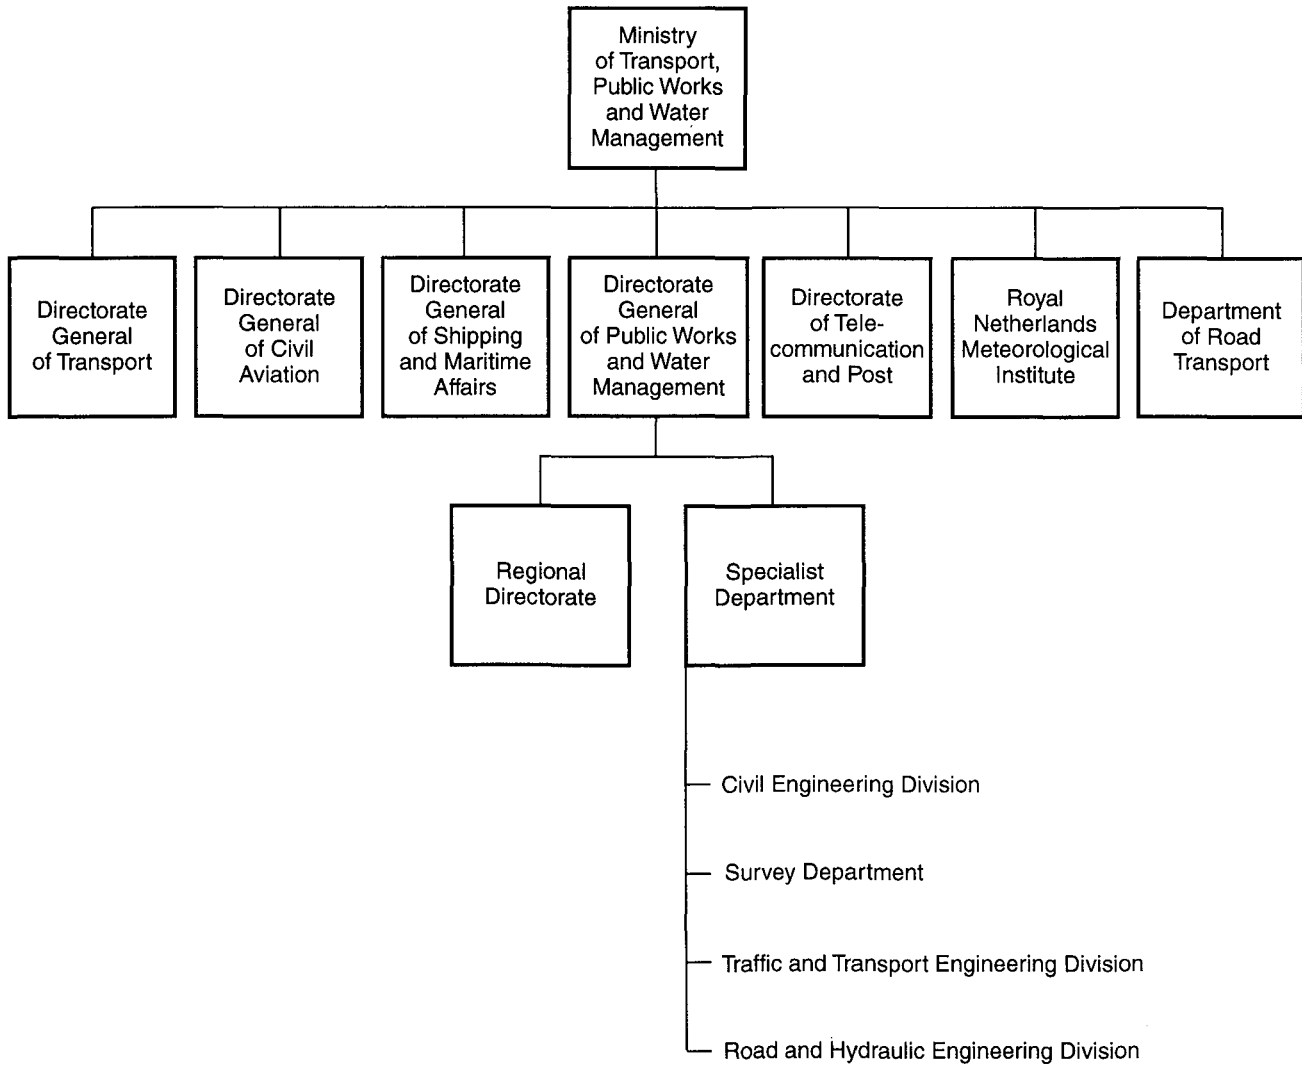 Ministry
of Transport,
Public Works
and Water
Management
Directorate
General
of Transport
Directorate
General
of Civil
Aviation
Directorate
General
of Shipping
and Maritime
Affairs
Directorate
General
of Public Works
and Water
Management
Directorate
of Tele-
communication
and Post
Royal
Netherlands
Meteorological
Institute
Department
of Road
Transport
Regional
Directorate
Specialist
Department
Civil Engineering Division
Survey Department
Traffic and Transport Engineering Division
Road and Hydraulic Engineering Division